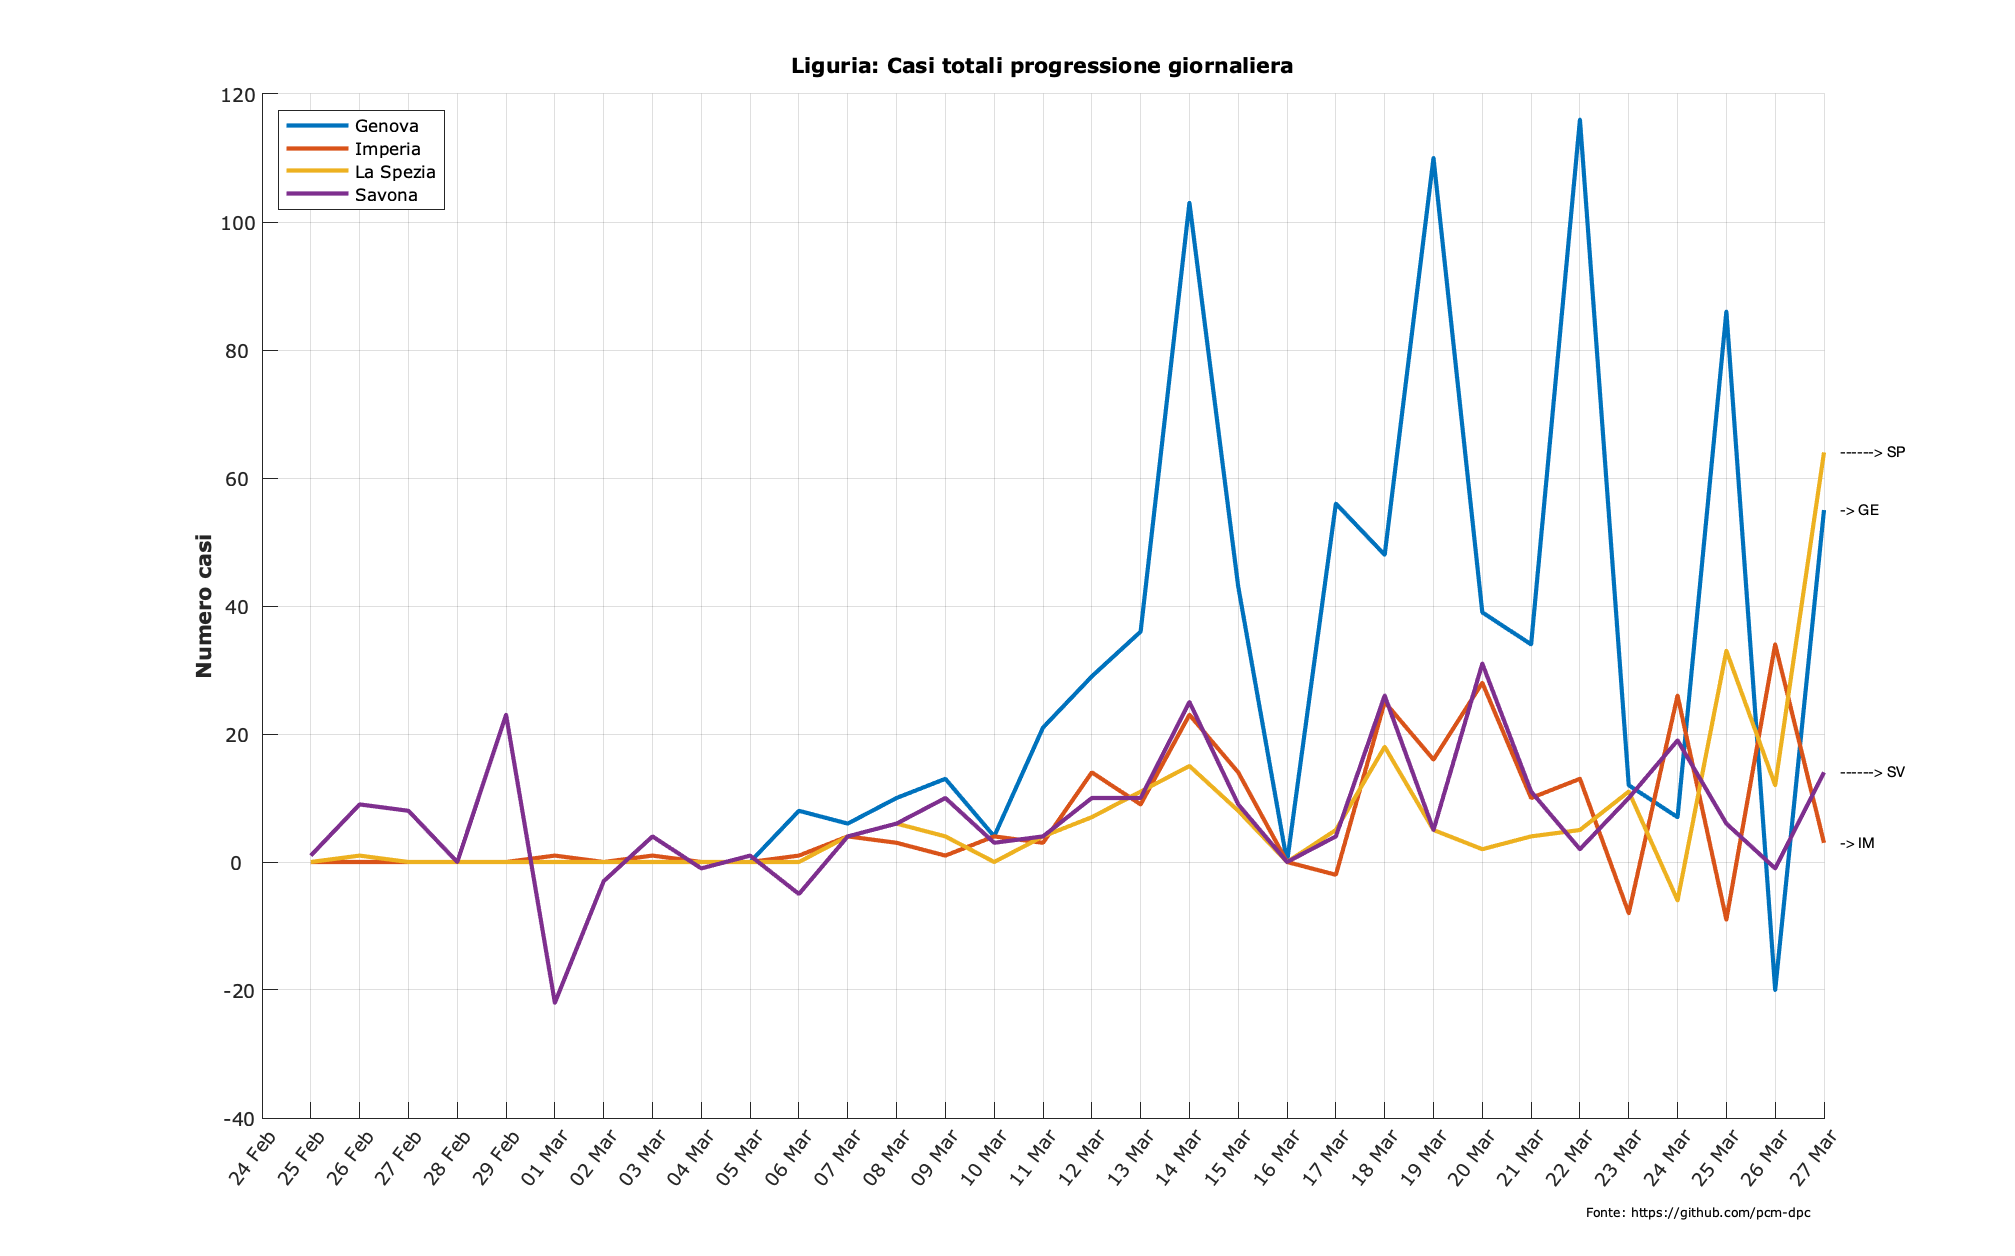 Liguria: Casi totali progressione giornaliera
120
100
80
60
40
20
0
-20
-40
Numero casi
Genova
Imperia
La Spezia
Savona
------> SP
-> GE
------> SV
-> IM
24 Feb
25 Feb
26 Feb
27 Feb
28 Feb
29 Feb
01 Mar
02 Mar
03 Mar
04 Mar
05 Mar
06 Mar
07 Mar
08 Mar
09 Mar
10 Mar
11 Mar
12 Mar
13 Mar
14 Mar
15 Mar
16 Mar
17 Mar
18 Mar
19 Mar
20 Mar
21 Mar
22 Mar
23 Mar
24 Mar
25 Mar
26 Mar
27 Mar
Fonte: https://github.com/pcm-dpc